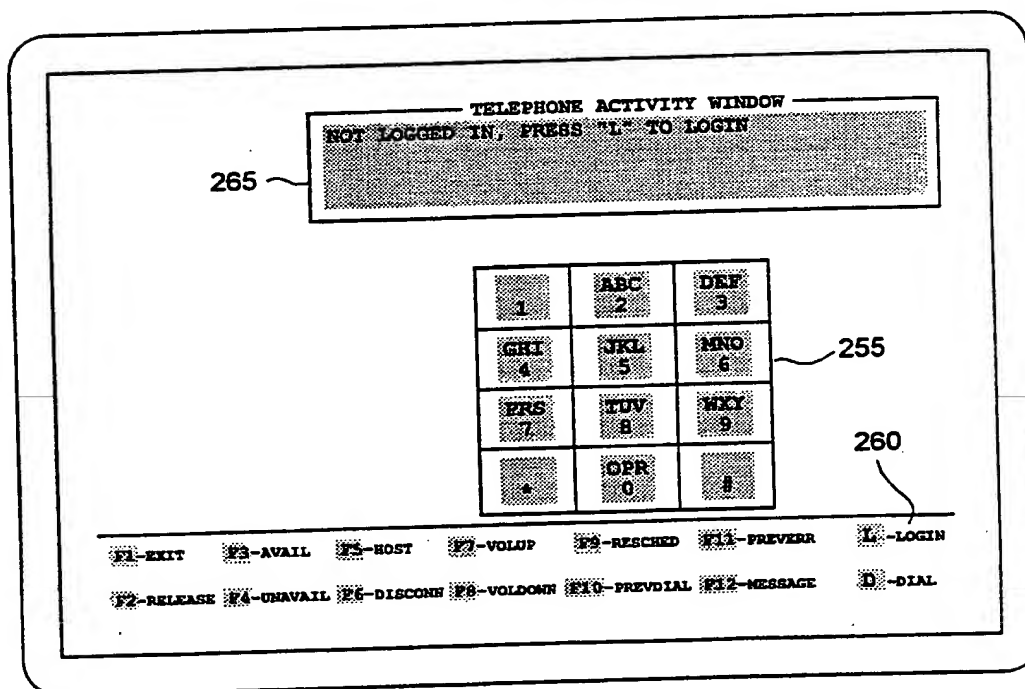 TELEPHONE ACTIVITY WINDOW
NOT LOGGED IN, PRESS "L" TO LOGIN
265
1 ABC 2 DEF 3
GHI 4 JKL 5 MNO 6
255
PRS 7 TUV 8 WXY 9
260
* OPR 0 #
F1-EXIT F3-AVAIL F5-HOST F7-VOLUP F9-RESCHED F11-PREVERR L-LOGIN
F2-RELEASE F4-UNAVAIL F6-DISCONN F8-VOLDOWN F10-PREVDIAL F12-MESSAGE D-DIAL